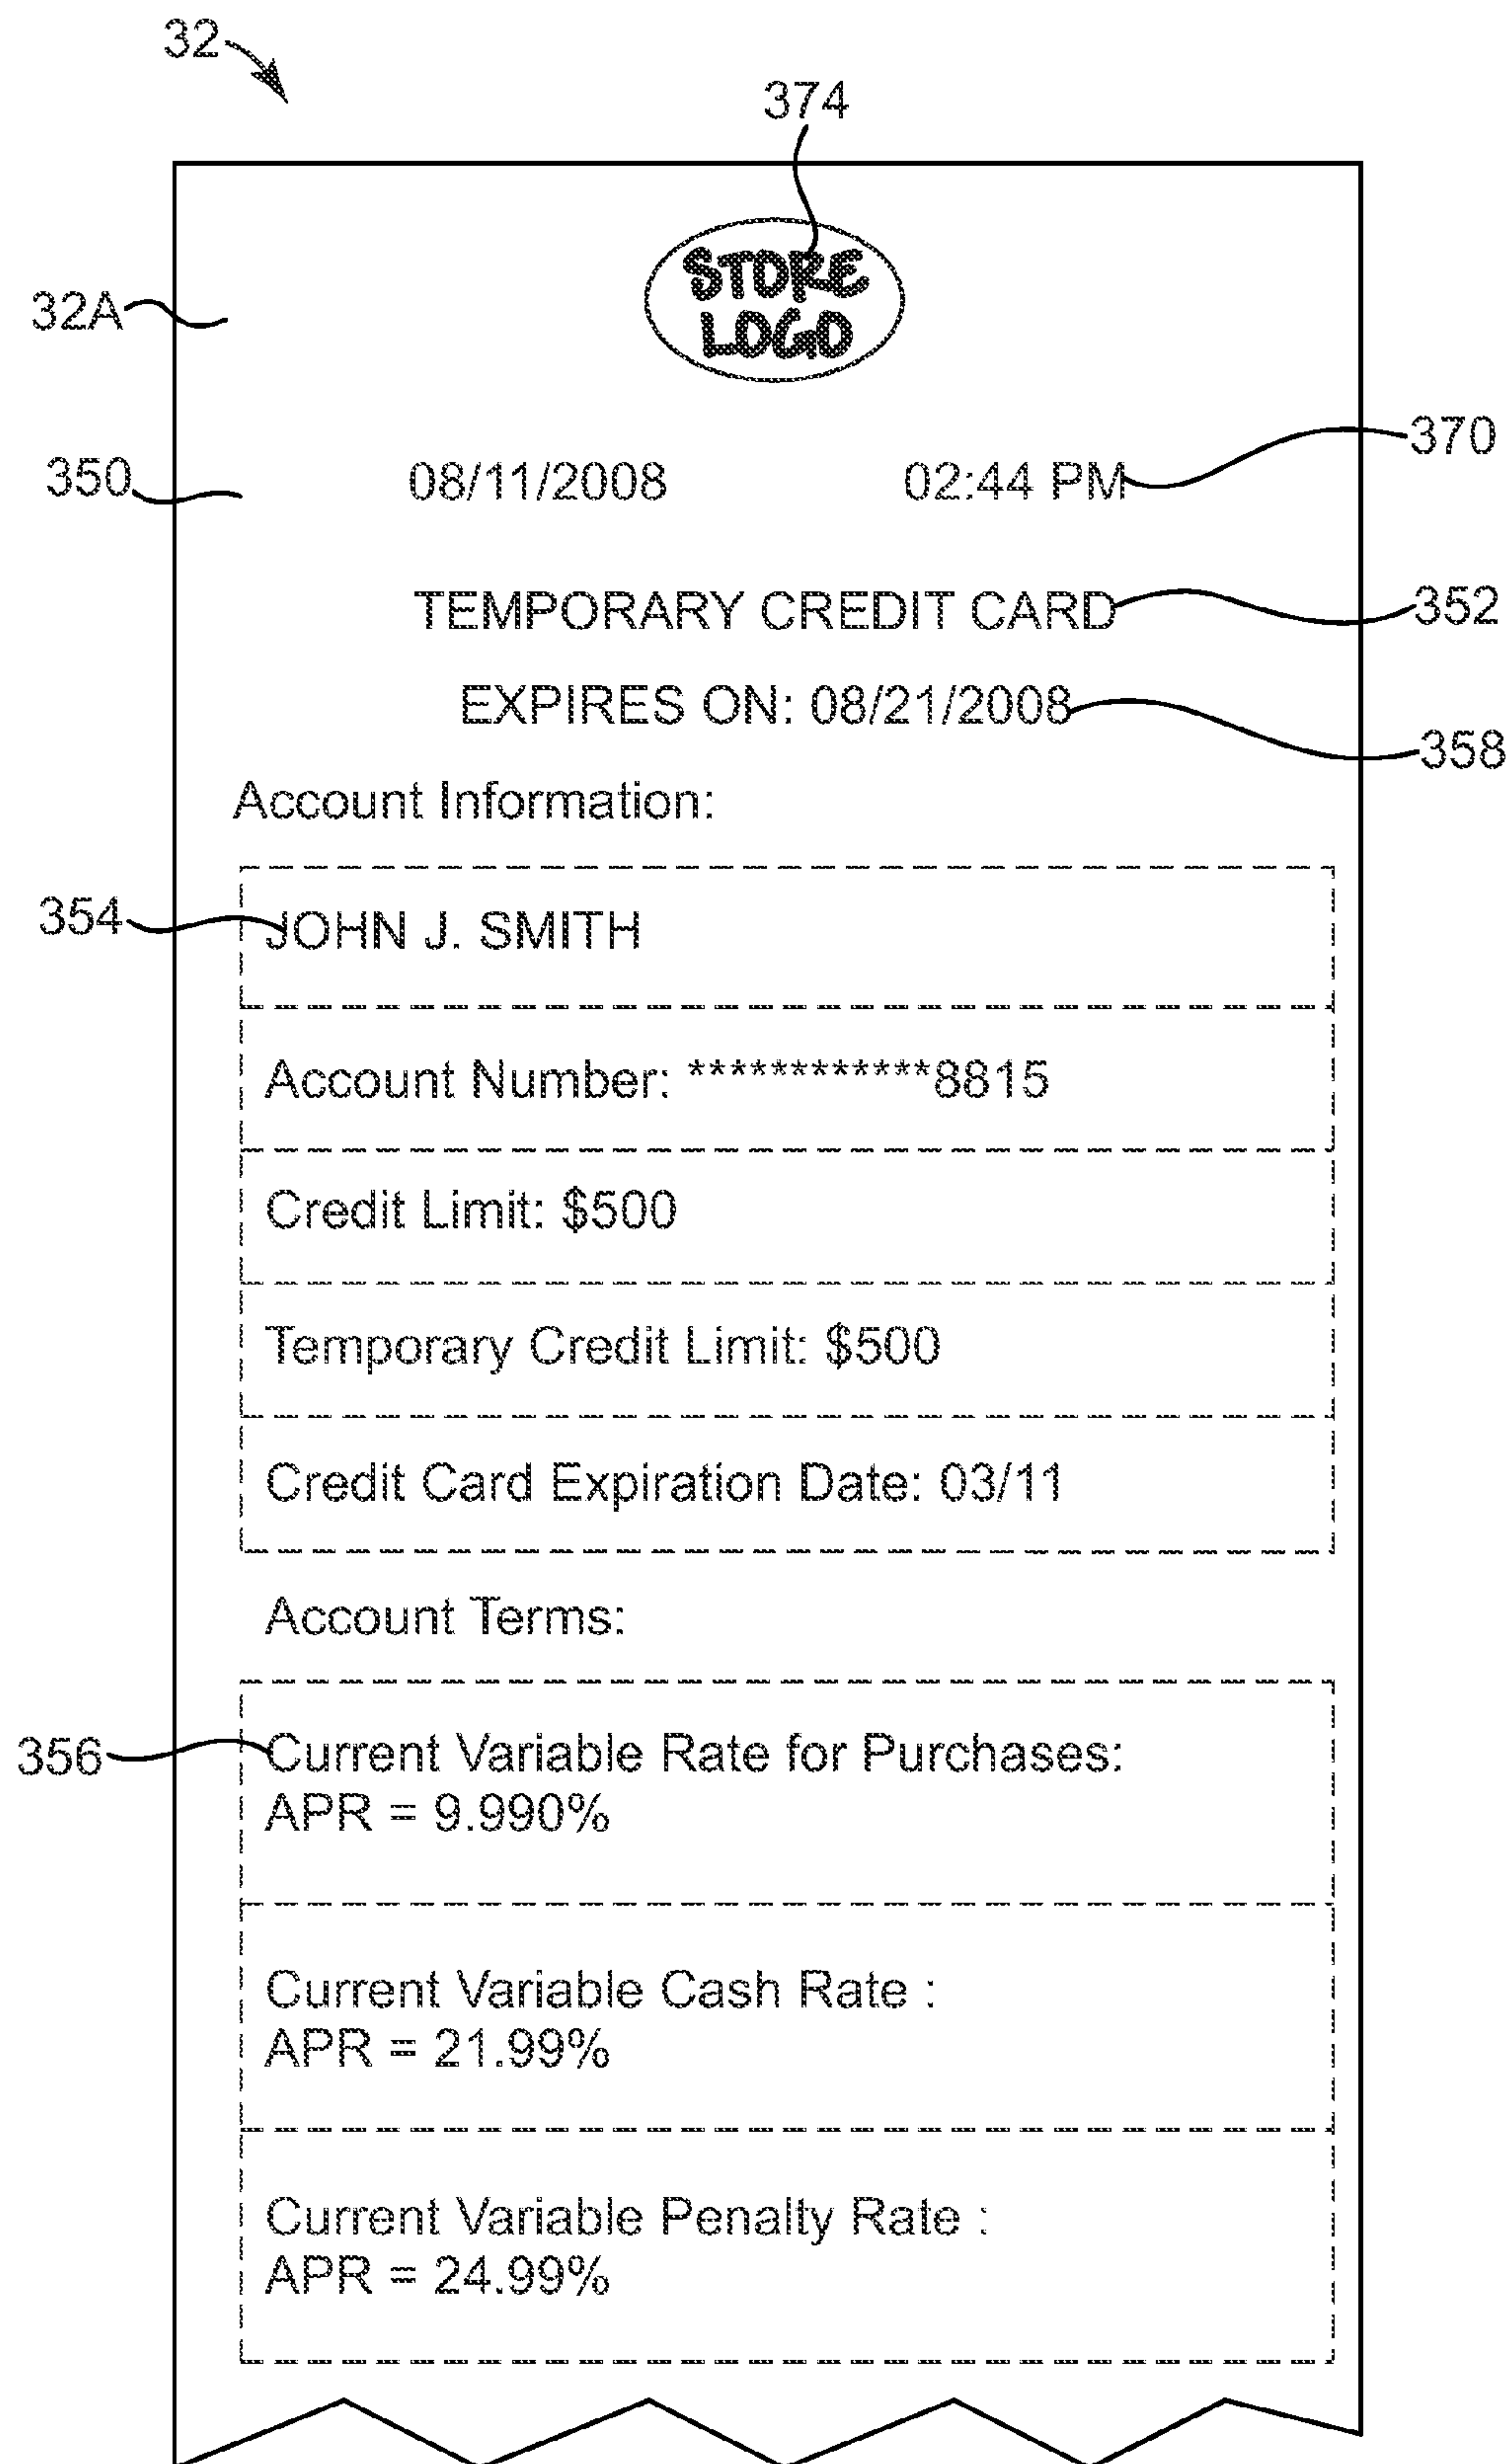 32
374
STORE
LOGO
32A
370
350 08/11/2008 02:44 PM
TEMPORARY CREDIT CARD 352
EXPIRES ON: 08/21/2008
358
Account Information:
354 JOHN J. SMITH
Account Number: ************8815
Credit Limit: $500
Temporary Credit Limit: $500
Credit Card Expiration Date: 03/11
Account Terms:
356 Current Variable Rate for Purchases:
APR = 9.990%
Current Variable Cash Rate :
APR = 21.99%
Current Variable Penalty Rate :
APR = 24.99%